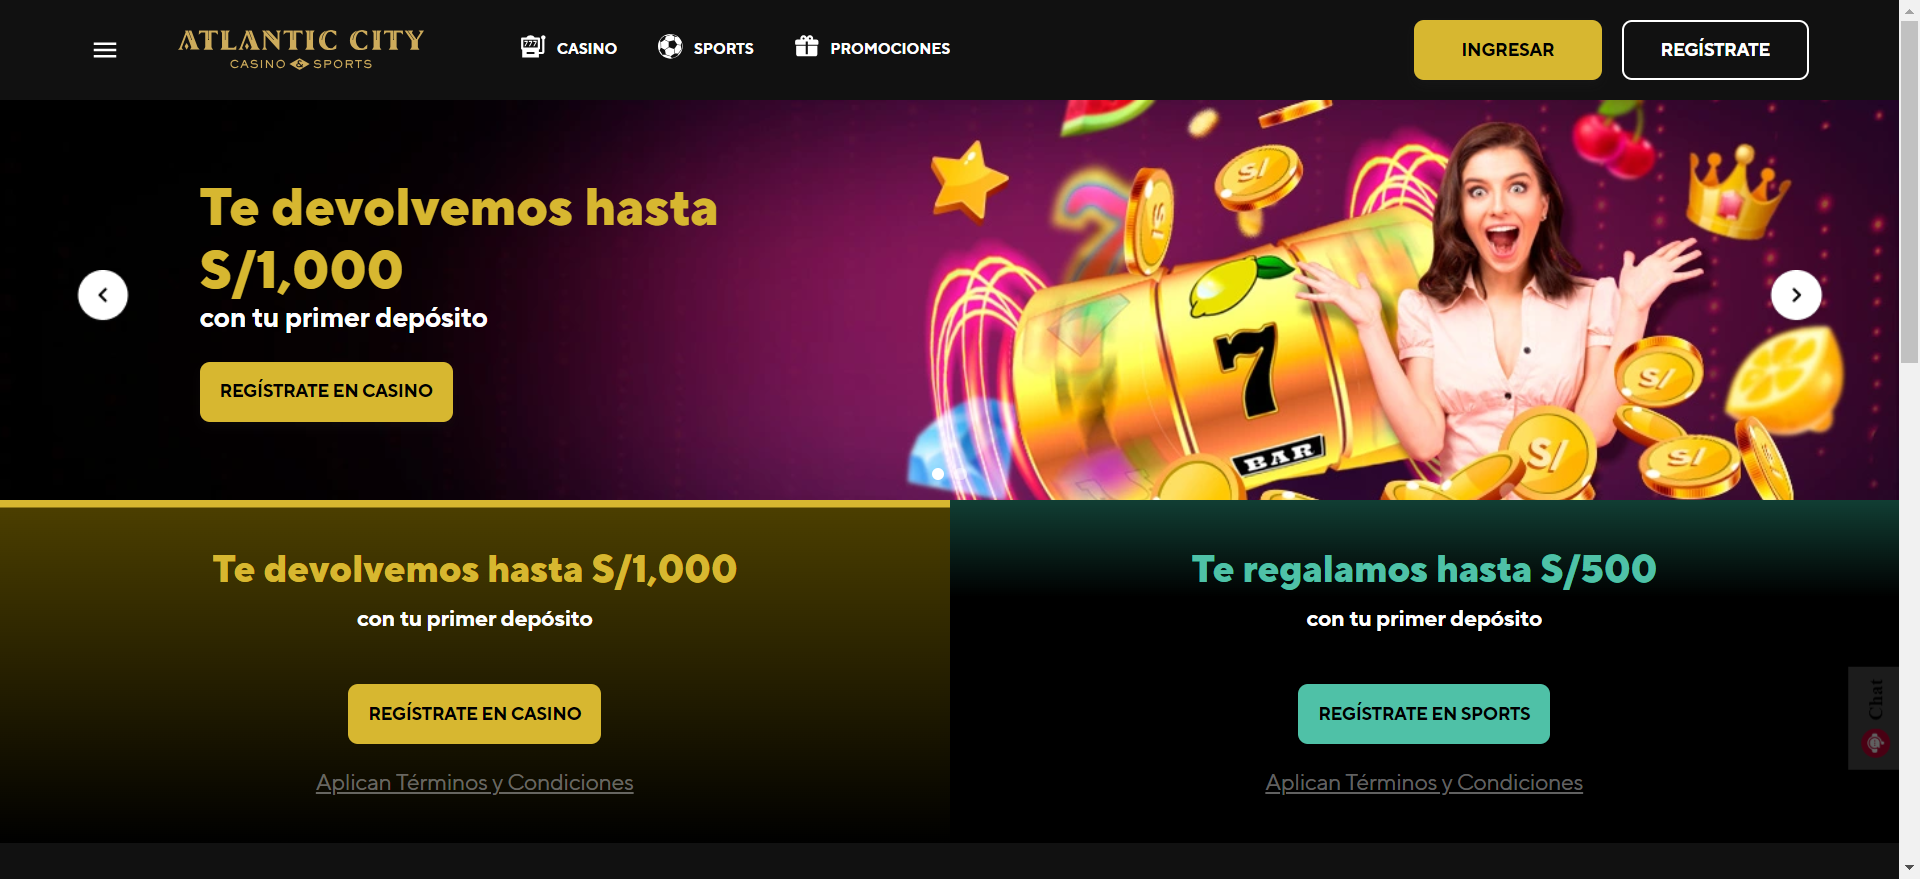 ATLANTIC CITY
CASINO & SPORTS
CASINO
SPORTS
PROMOCIONES
INGRESAR
REGÍSTRATE
Te devolvemos hasta
S/1,000
con tu primer depósito
REGÍSTRATE EN CASINO
S/
S/
7
BAR
S/
S/
S/
Te devolvemos hasta S/1,000
con tu primer depósito
REGÍSTRATE EN CASINO
Aplican Términos y Condiciones
Te regalamos hasta S/500
con tu primer depósito
REGÍSTRATE EN SPORTS
Aplican Términos y Condiciones
Chat